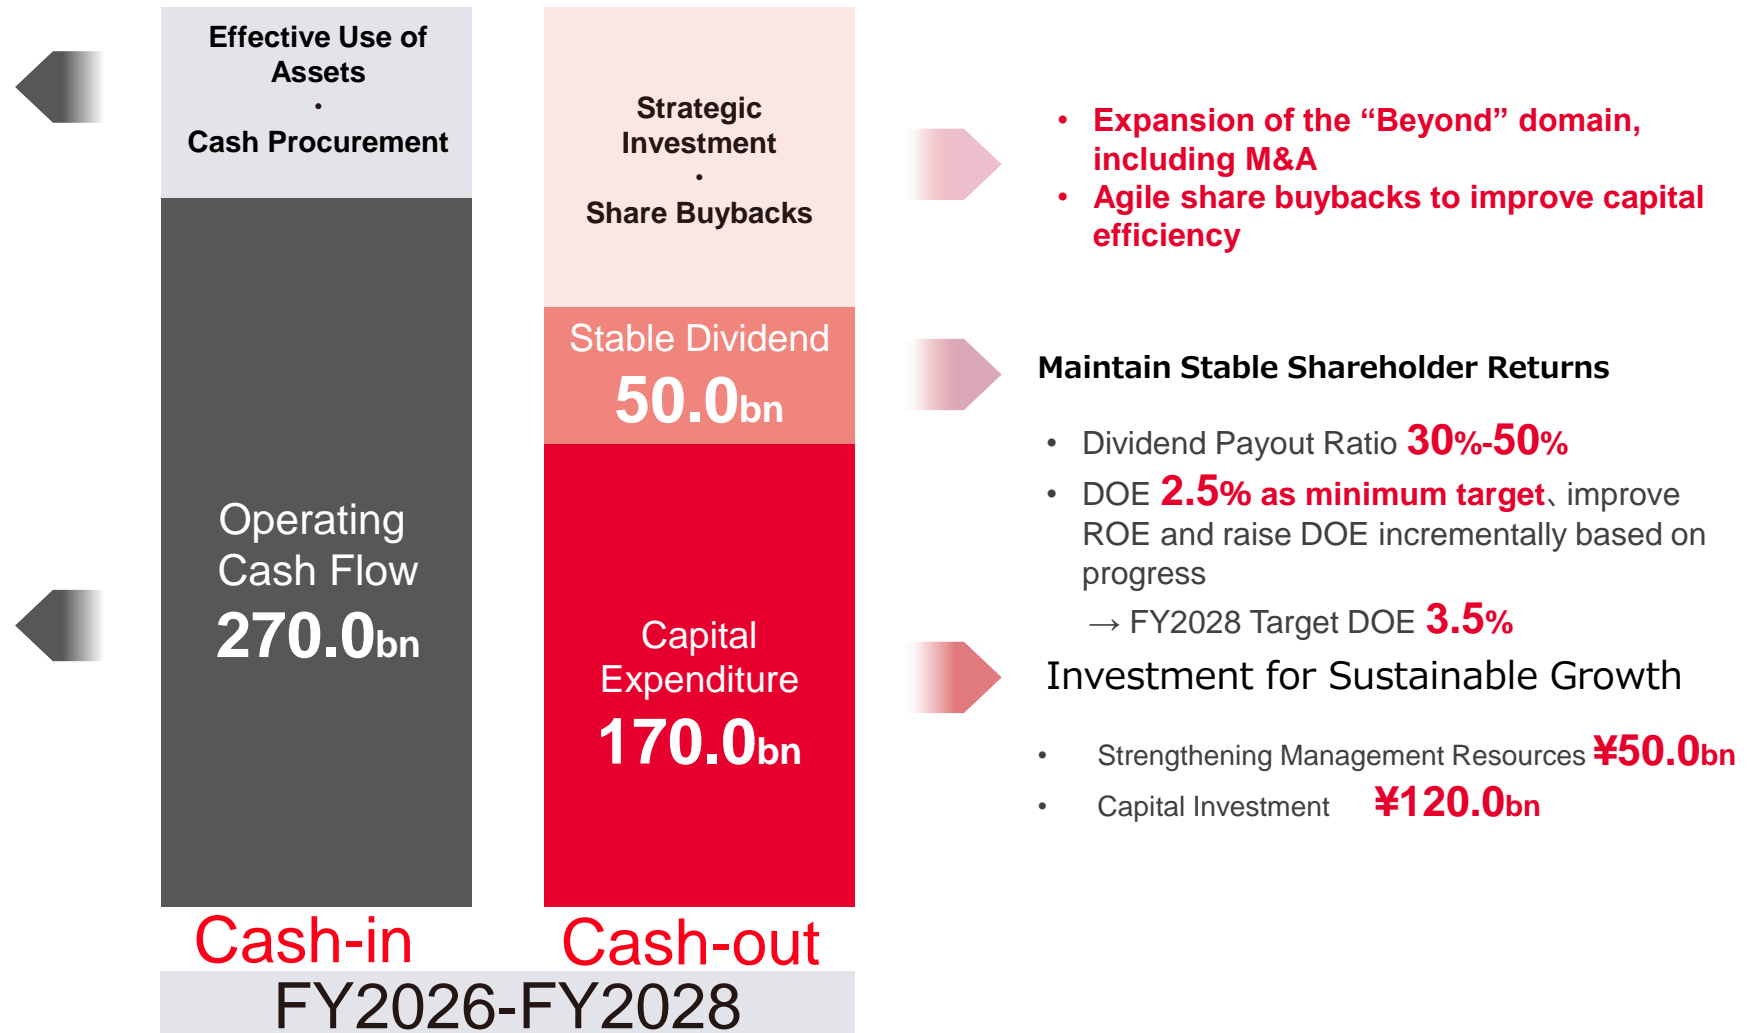 Effective Use of
Assets
・
Cash Procurement
Operating
Cash Flow
270.0bn
Cash-in
Strategic
Investment
・
Share Buybacks
Stable Dividend
50.0bn
Capital
Expenditure
170.0bn
Cash-out
FY2026-FY2028
• Expansion of the “Beyond” domain,
including M&A
• Agile share buybacks to improve capital
efficiency
Maintain Stable Shareholder Returns
• Dividend Payout Ratio 30%-50%
• DOE 2.5% as minimum target、improve
ROE and raise DOE incrementally based on
progress
→ FY2028 Target DOE 3.5%
Investment for Sustainable Growth
• Strengthening Management Resources ¥50.0bn
• Capital Investment ¥120.0bn